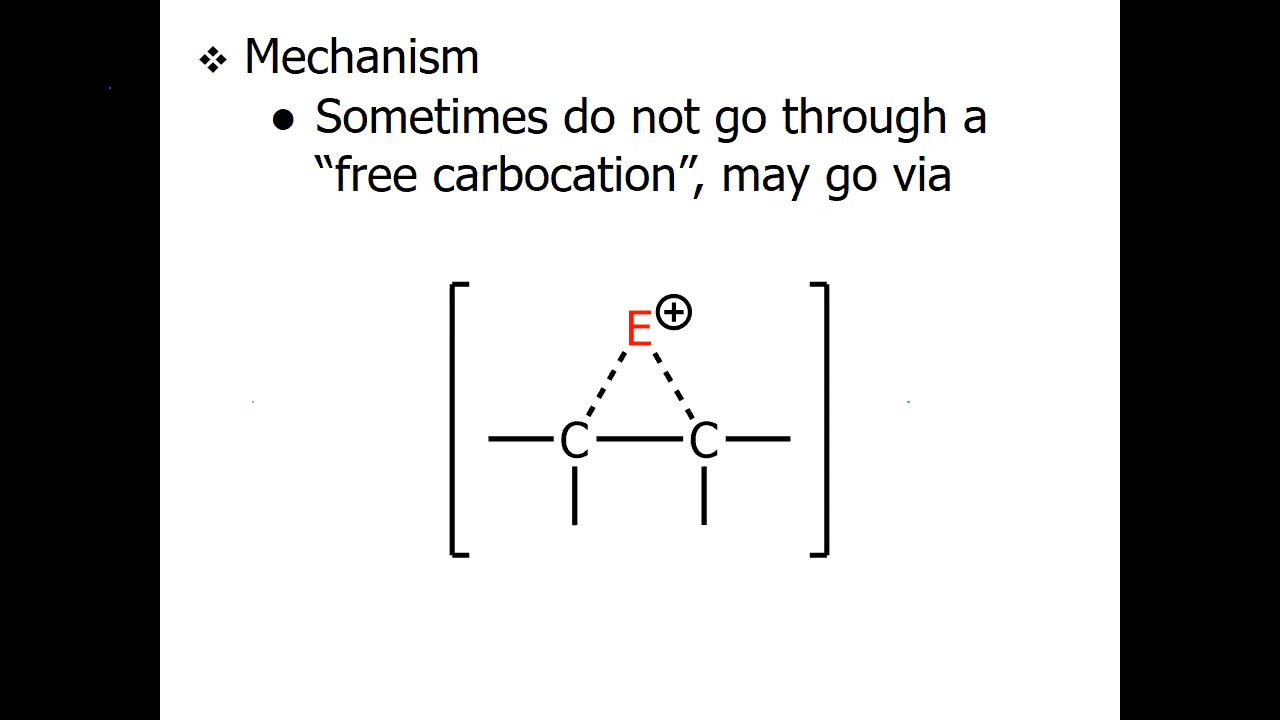 ❖ Mechanism
● Sometimes do not go through a
“free carbocation”, may go via
E⊕
C C